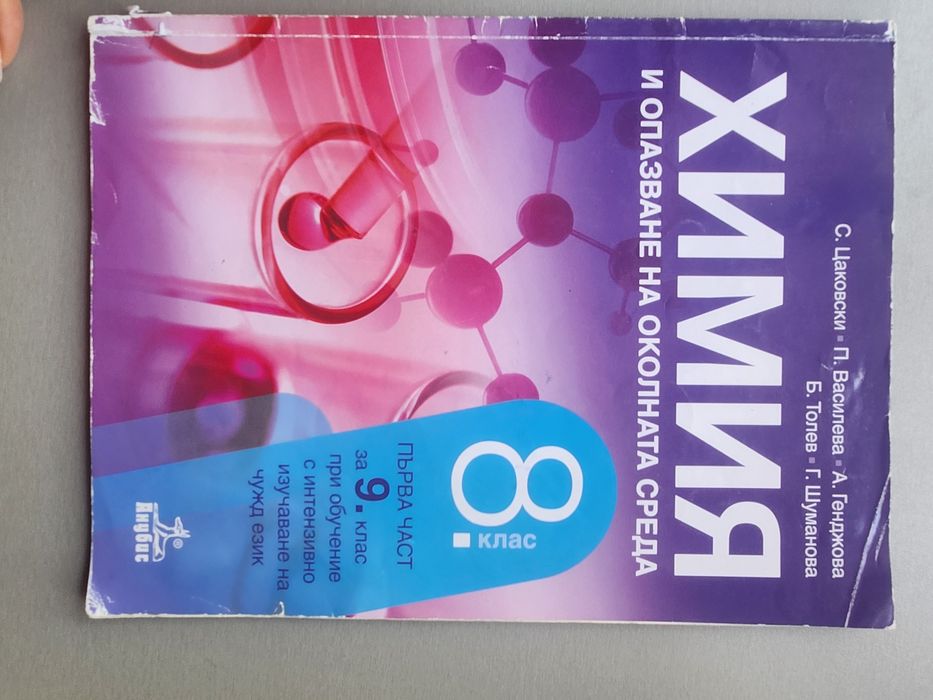 С. Цаковски ▪ П. Василева ▪ А. Генджова
Б. Толев ▪ Г. Шуманова
ХИМИЯ
И ОПАЗВАНЕ НА ОКОЛНАТА СРЕДА
8.
клас
ПЪРВА ЧАСТ
за 9. клас
при обучение
с интензивно
изучаване на
чужд език
Анубис
®